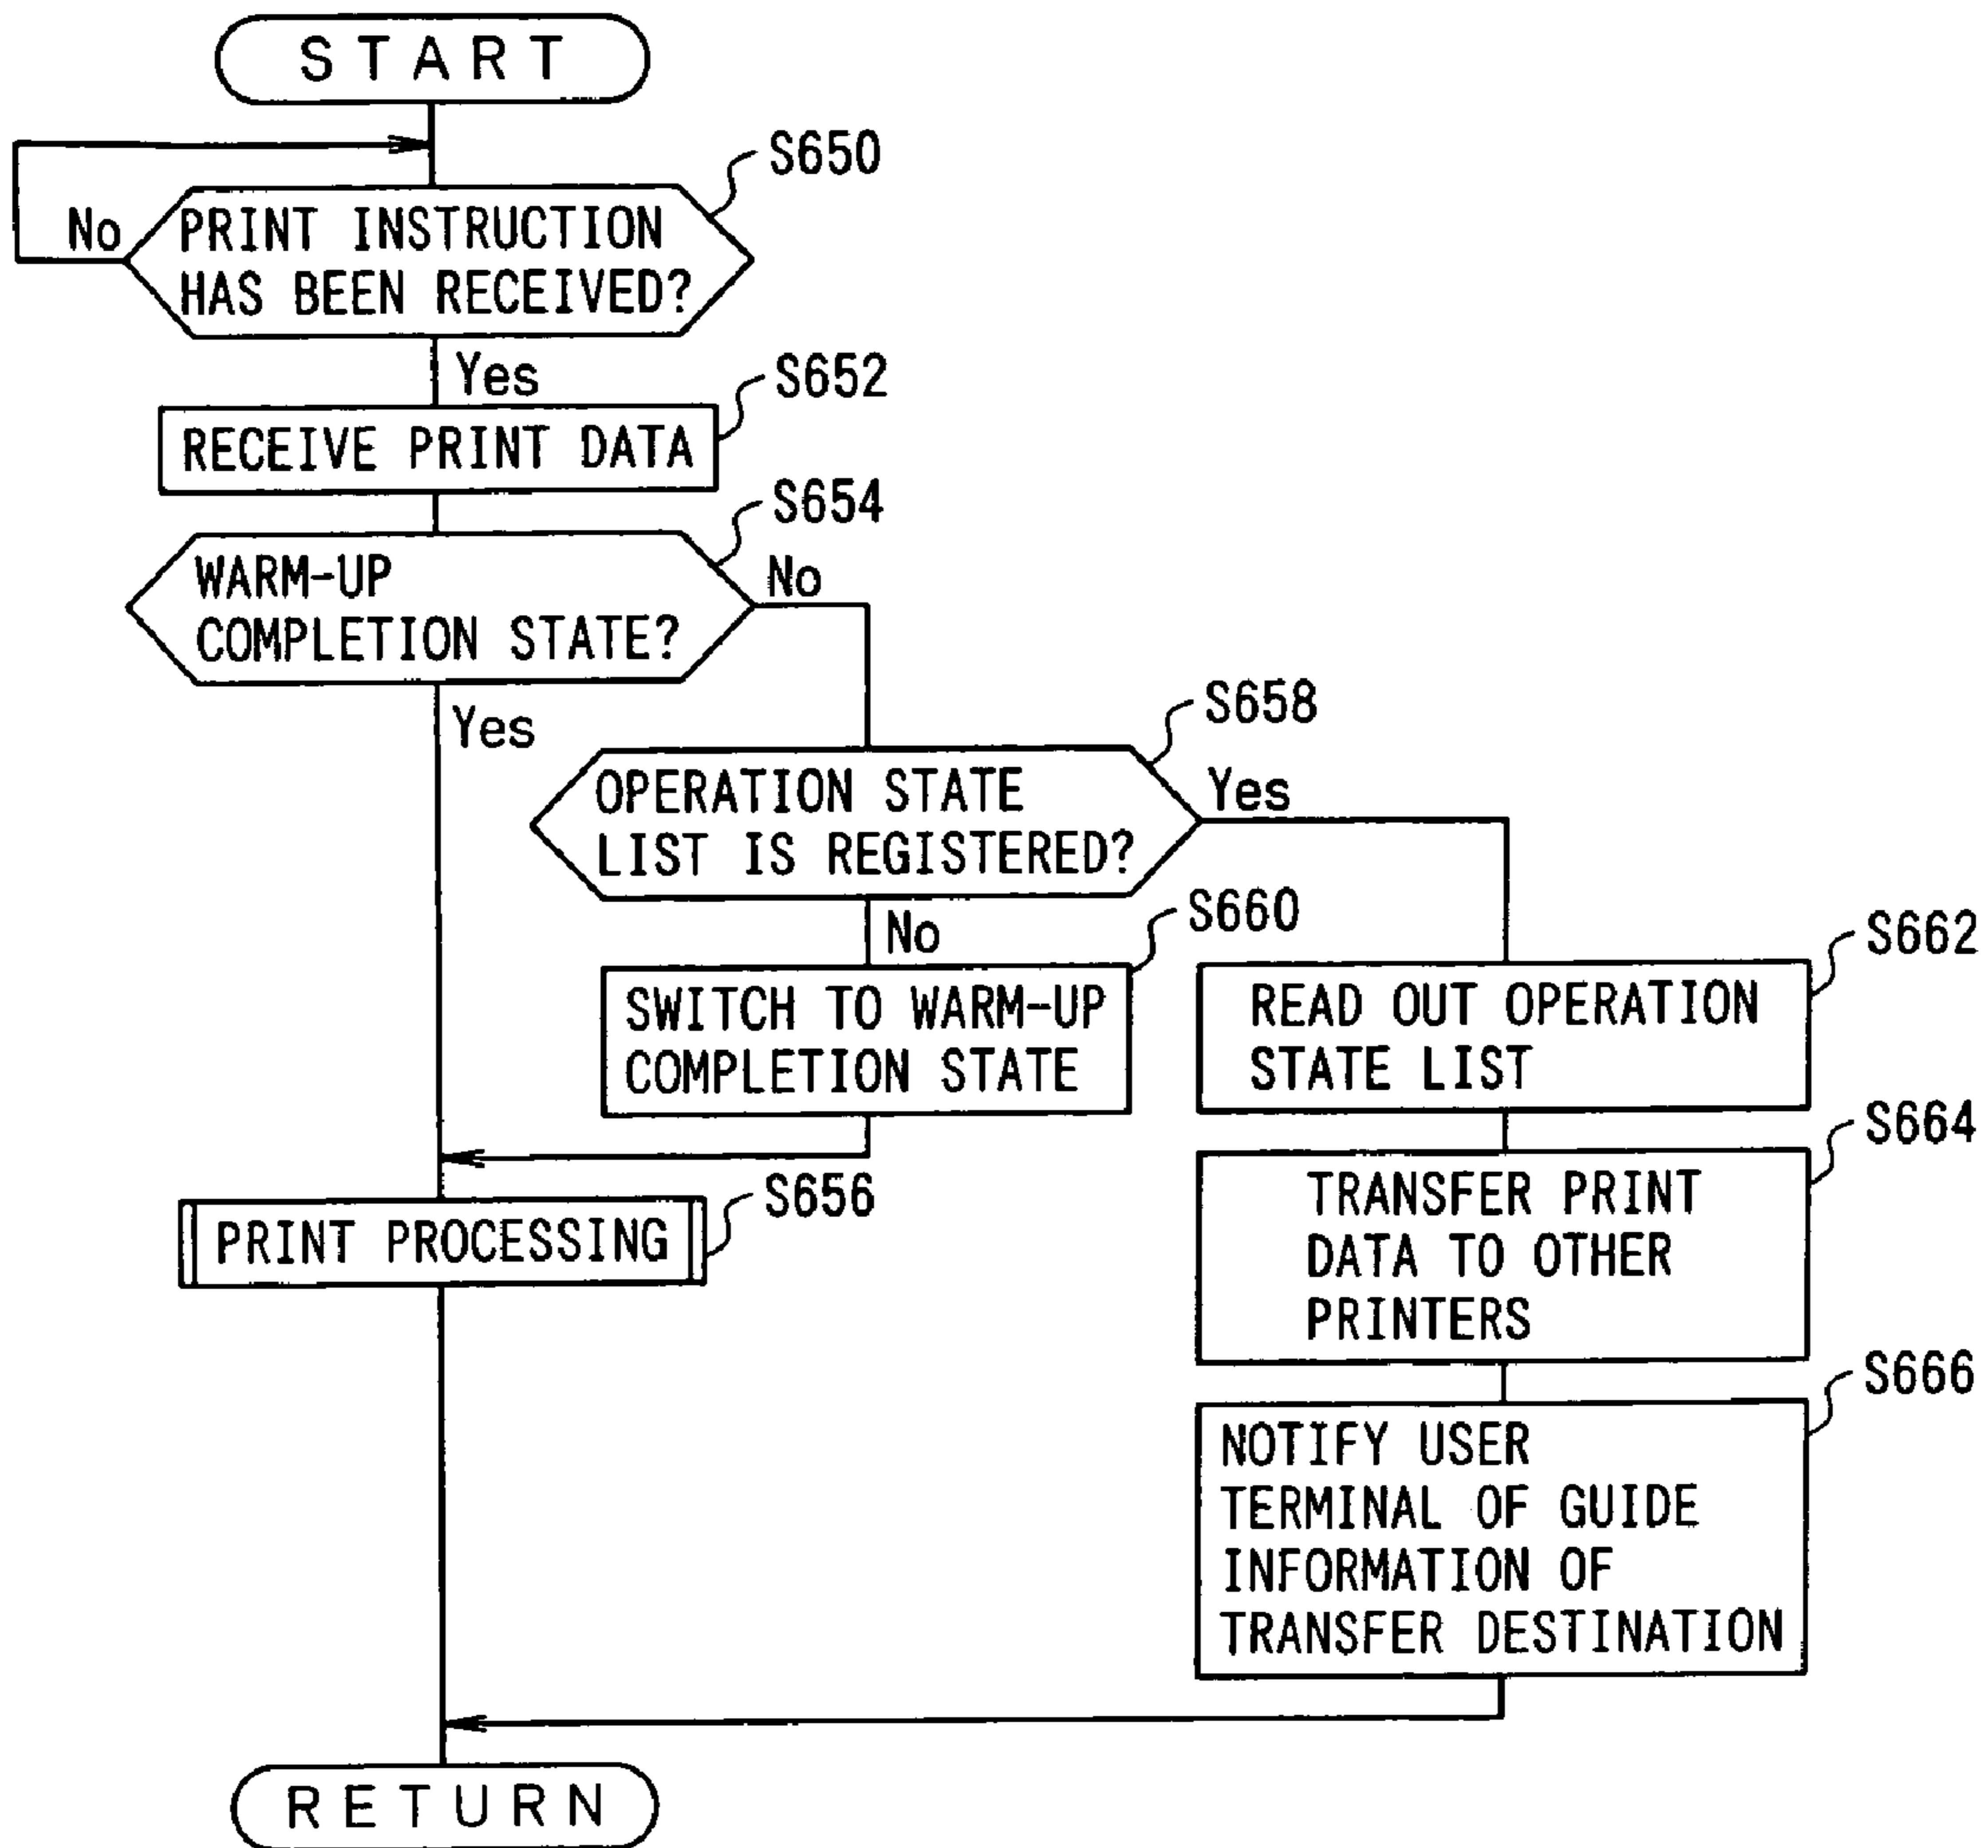 START
S650
No
PRINT INSTRUCTION
HAS BEEN RECEIVED?
Yes
S652
RECEIVE PRINT DATA
S654
WARM-UP
COMPLETION STATE?
No
Yes
S658
OPERATION STATE
LIST IS REGISTERED?
Yes
No
S660
SWITCH TO WARM-UP
COMPLETION STATE
S662
READ OUT OPERATION
STATE LIST
S664
TRANSFER PRINT
DATA TO OTHER
PRINTERS
S656
PRINT PROCESSING
S666
NOTIFY USER
TERMINAL OF GUIDE
INFORMATION OF
TRANSFER DESTINATION
RETURN